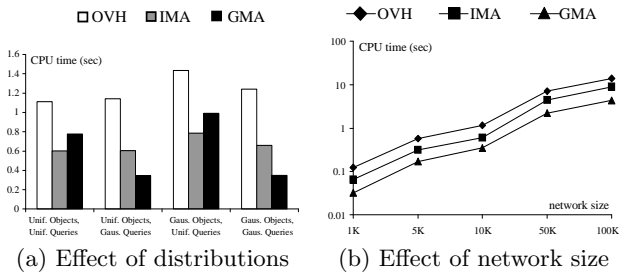 OVH IMA GMA
CPU time (sec)
1.6
1.4
1.2
1
0.8
0.6
0.4
0.2
0
Unif. Objects, Unif. Queries
Unif. Objects, Gaus. Queries
Gaus. Objects, Unif. Queries
Gaus. Objects, Gaus. Queries
(a) Effect of distributions
OVH IMA GMA
CPU time (sec)
100
10
1
0.1
0.01
network size
1K 5K 10K 50K 100K
(b) Effect of network size